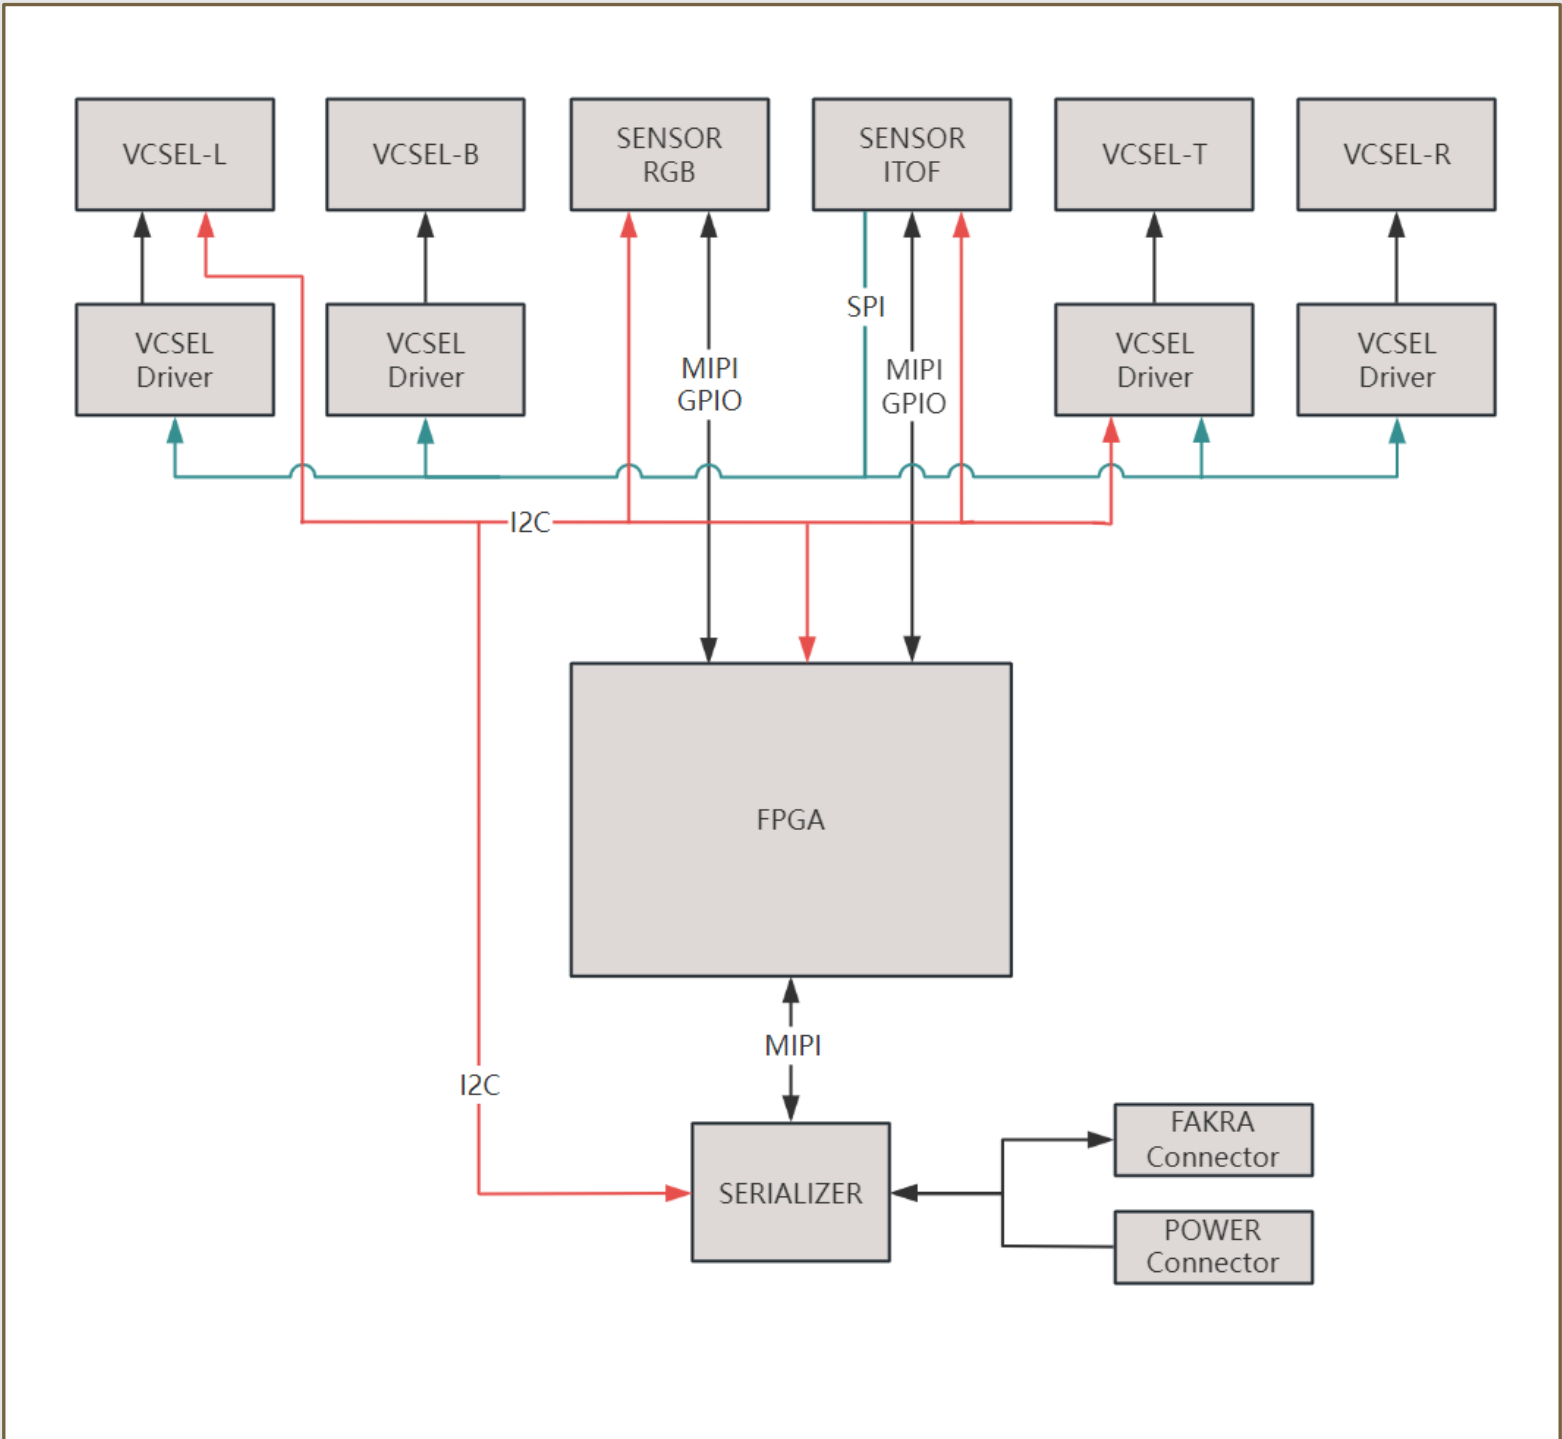 VCSEL-L
VCSEL-B
SENSOR
RGB
SENSOR
ITOF
VCSEL-T
VCSEL-R
VCSEL
Driver
VCSEL
Driver
SPI
MIPI
GPIO
MIPI
GPIO
VCSEL
Driver
VCSEL
Driver
I2C
FPGA
MIPI
I2C
SERIALIZER
FAKRA
Connector
POWER
Connector